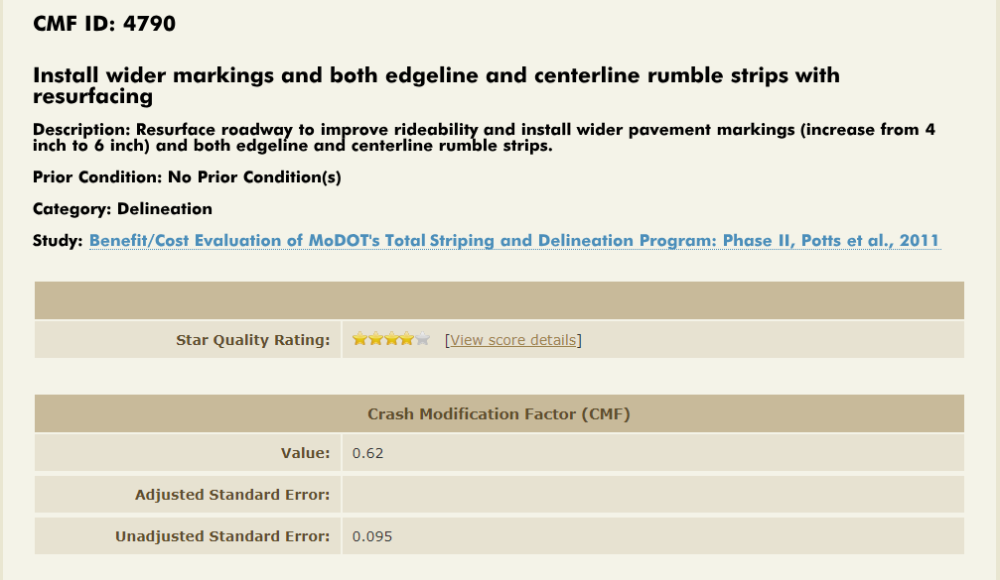 CMF ID: 4790
Install wider markings and both edgeline and centerline rumble strips with
resurfacing
Description: Resurface roadway to improve rideability and install wider pavement markings (increase from 4
inch to 6 inch) and both edgeline and centerline rumble strips.
Prior Condition: No Prior Condition(s)
Category: Delineation
Study: Benefit/Cost Evaluation of MoDOT's Total Striping and Delineation Program: Phase II, Potts et al., 2011
Star Quality Rating: [View score details]
Crash Modification Factor (CMF)
Value: 0.62
Adjusted Standard Error:
Unadjusted Standard Error: 0.095